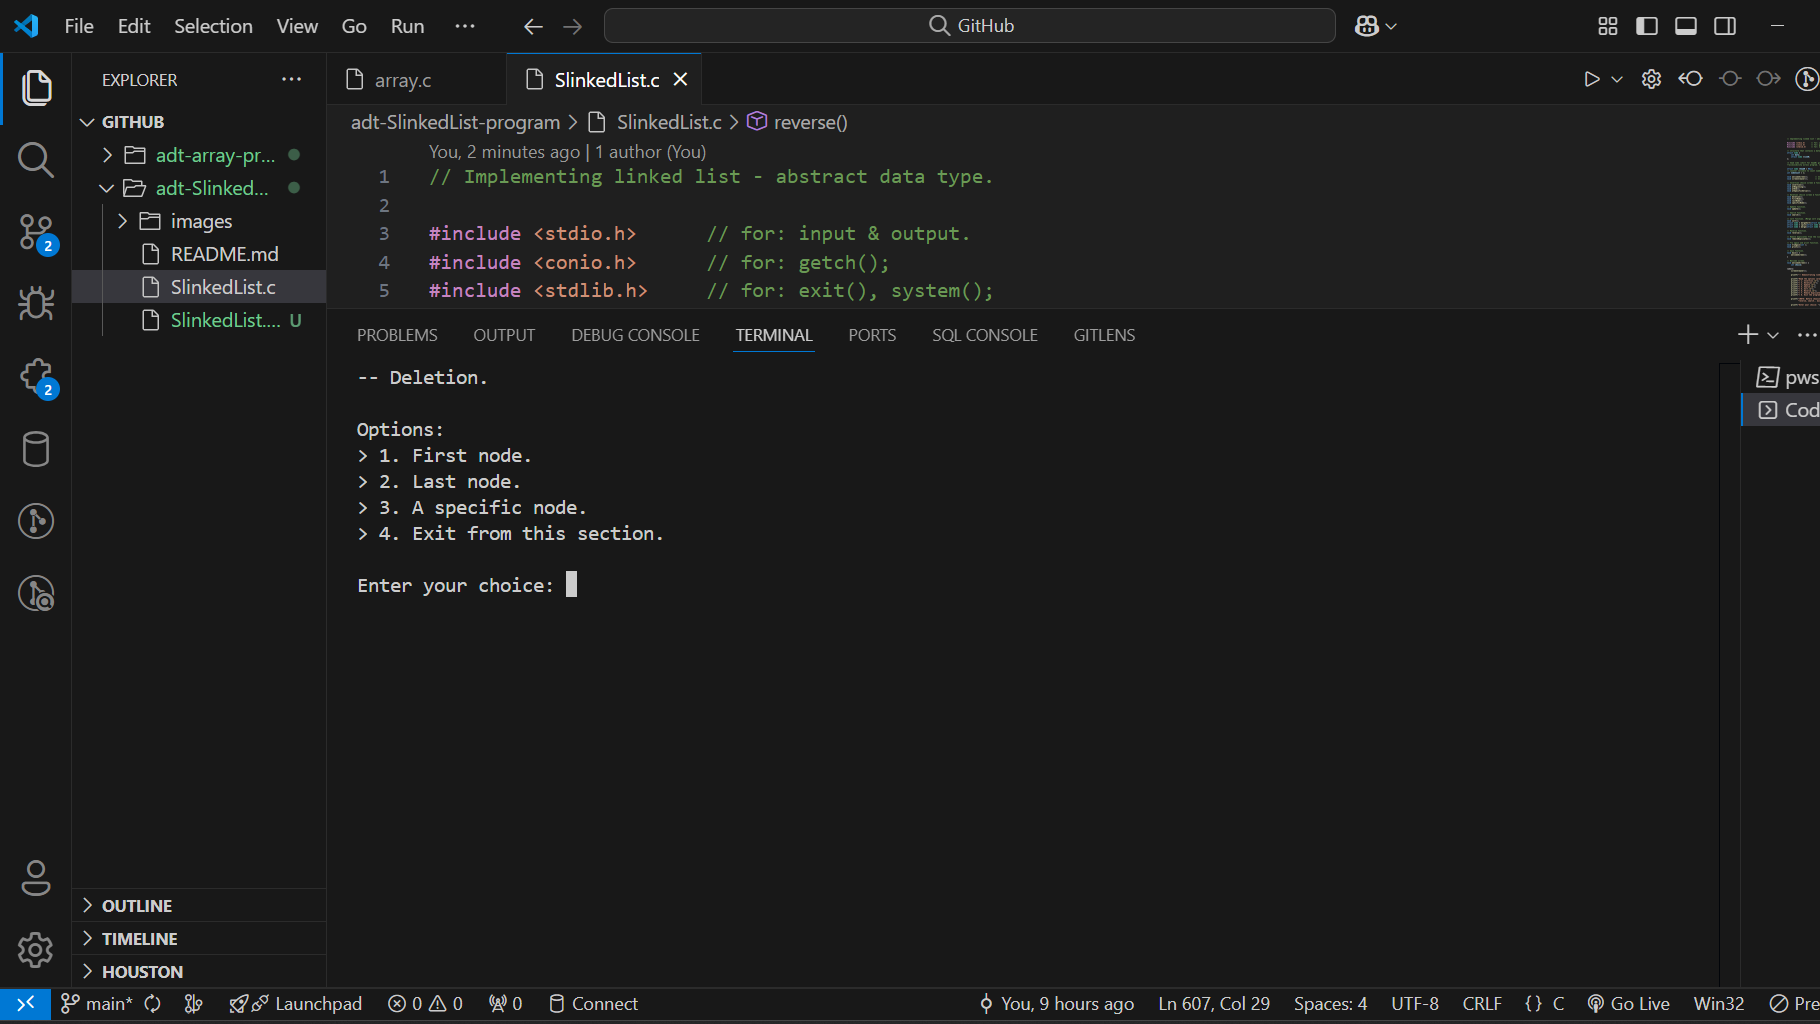 File Edit Selection View Go Run ··· GitHub
EXPLORER ···
GITHUB
adt-array-pr...
adt-Slinked...
images
README.md
SlinkedList.c
SlinkedList.... U
OUTLINE
TIMELINE
HOUSTON
array.c SlinkedList.c
adt-SlinkedList-program > SlinkedList.c > reverse()
You, 2 minutes ago | 1 author (You)
1 // Implementing linked list - abstract data type.
2
3 #include <stdio.h> // for: input & output.
4 #include <conio.h> // for: getch();
5 #include <stdlib.h> // for: exit(), system();
PROBLEMS OUTPUT DEBUG CONSOLE TERMINAL PORTS SQL CONSOLE GITLENS
-- Deletion.
Options:
> 1. First node.
> 2. Last node.
> 3. A specific node.
> 4. Exit from this section.
Enter your choice:
pws
Cod
2
2
main* Launchpad 0 0 0 Connect You, 9 hours ago Ln 607, Col 29 Spaces: 4 UTF-8 CRLF {} C Go Live Win32 Pre